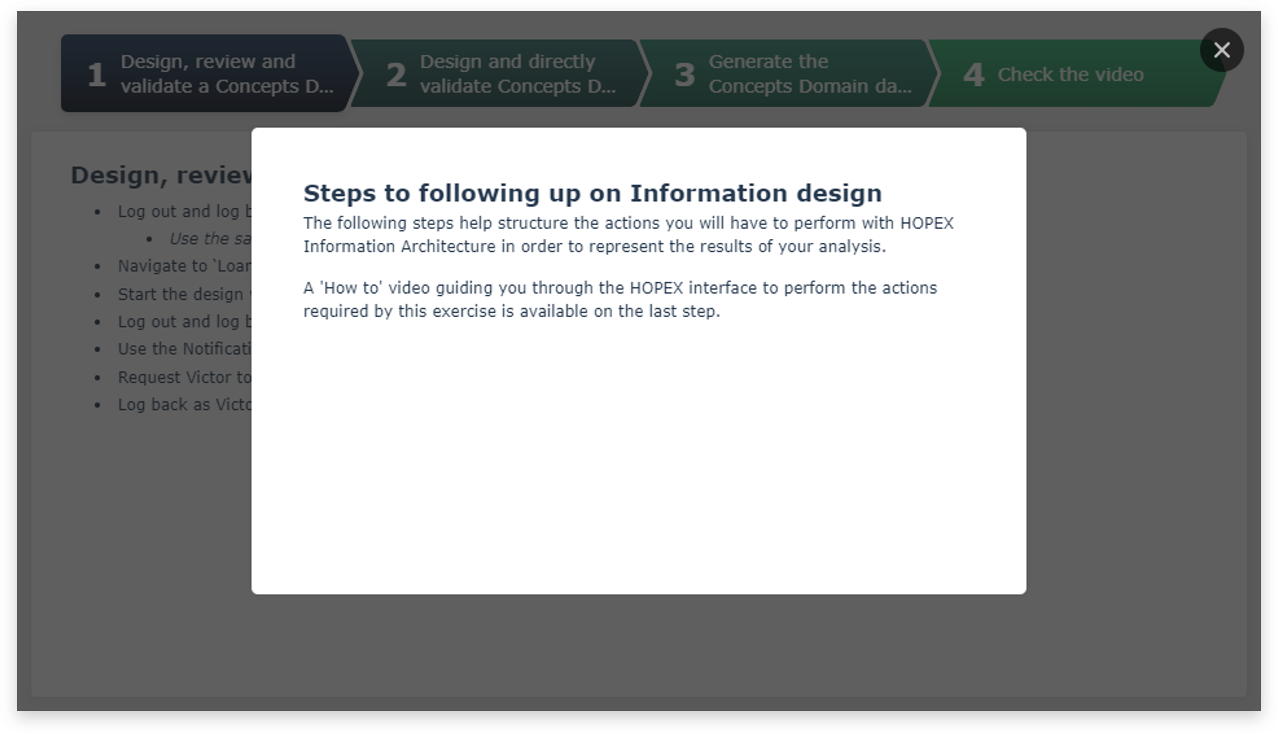 1 Design, review and
validate a Concepts D...
2 Design and directly
validate Concepts D...
3 Generate the
Concepts Domain da...
4 Check the video
Design, review
• Log out and log b
• Use the sa
• Navigate to `Loan
• Start the design
• Log out and log b
• Use the Notificati
• Request Victor to
• Log back as Victo
Steps to following up on Information design
The following steps help structure the actions you will have to perform with HOPEX
Information Architecture in order to represent the results of your analysis.
A 'How to' video guiding you through the HOPEX interface to perform the actions
required by this exercise is available on the last step.